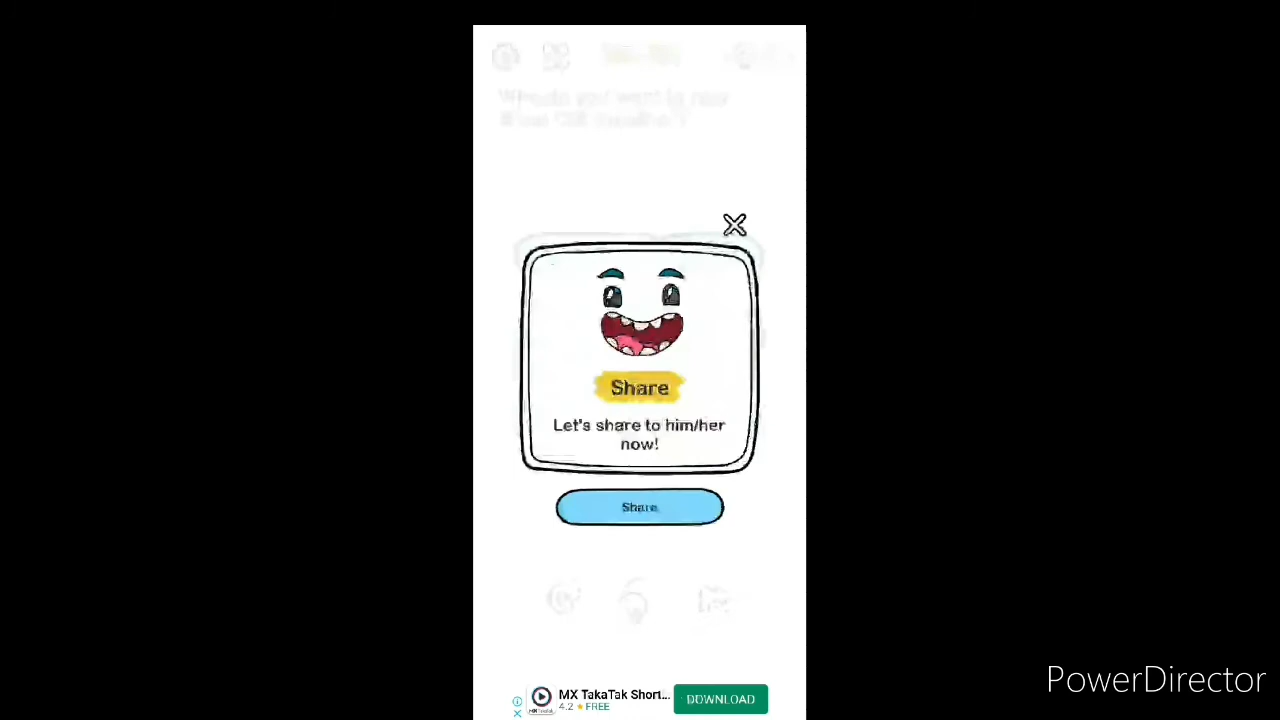 Share
Let's share to him/her
now!
Share
MX TakaTak Short...
4.2 ★ FREE
DOWNLOAD
PowerDirector